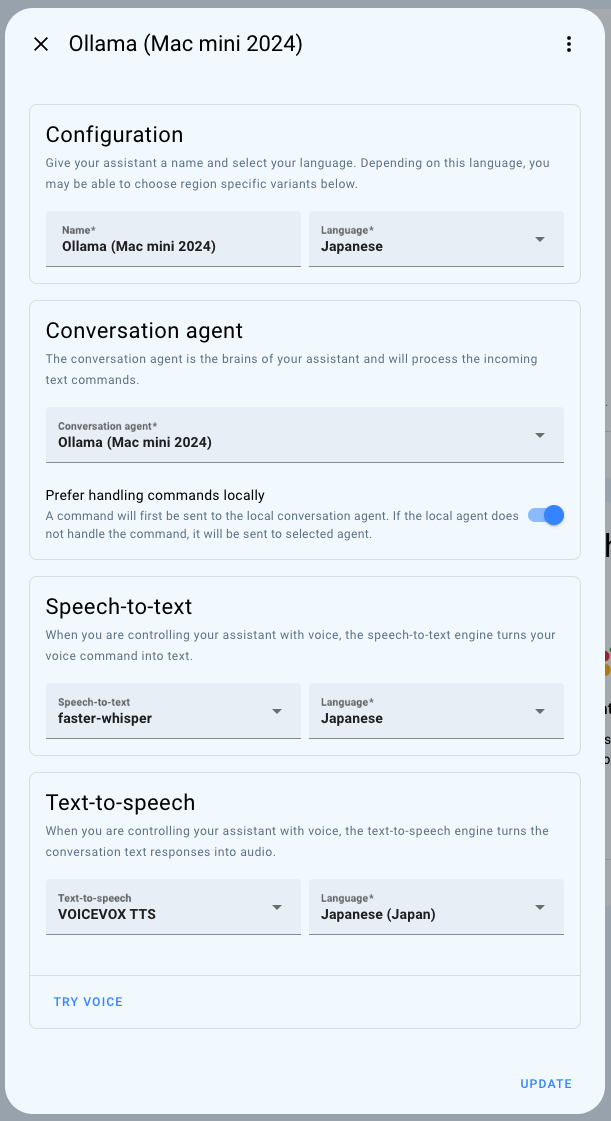 Ollama (Mac mini 2024)
Configuration
Give your assistant a name and select your language. Depending on this language, you
may be able to choose region specific variants below.
Name*
Ollama (Mac mini 2024)
Language*
Japanese
Conversation agent
The conversation agent is the brains of your assistant and will process the incoming
text commands.
Conversation agent*
Ollama (Mac mini 2024)
Prefer handling commands locally
A command will first be sent to the local conversation agent. If the local agent does
not handle the command, it will be sent to selected agent.
Speech-to-text
When you are controlling your assistant with voice, the speech-to-text engine turns your
voice command into text.
Speech-to-text
faster-whisper
Language*
Japanese
Text-to-speech
When you are controlling your assistant with voice, the text-to-speech engine turns the
conversation text responses into audio.
Text-to-speech
VOICEVOX TTS
Language*
Japanese (Japan)
TRY VOICE
UPDATE